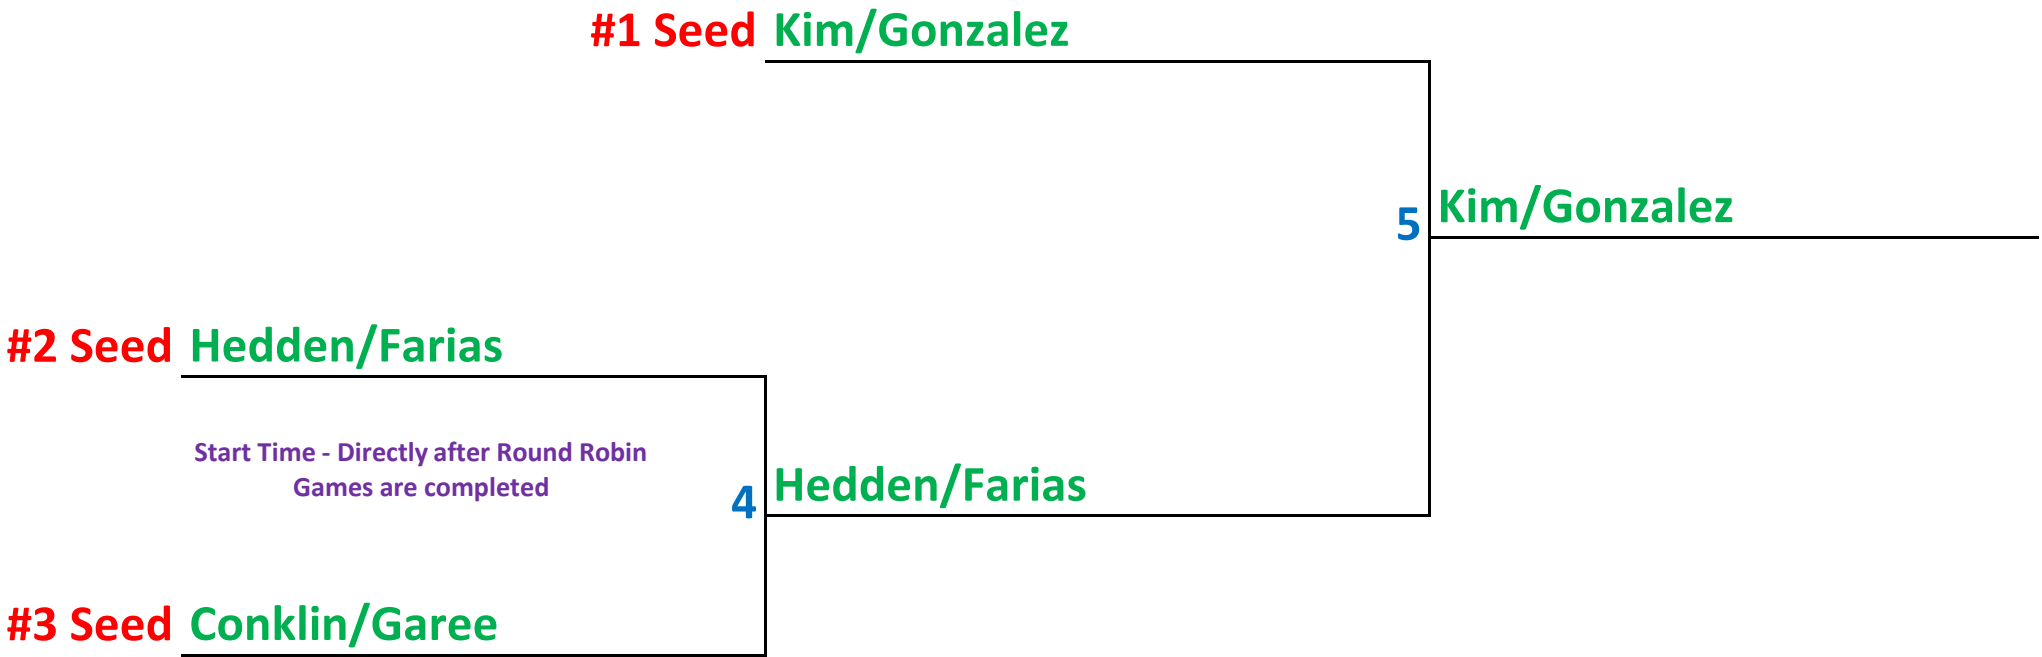 #1 Seed Kim/Gonzalez
5 Kim/Gonzalez
#2 Seed Hedden/Farias
Start Time - Directly after Round Robin
Games are completed
4 Hedden/Farias
#3 Seed Conklin/Garee